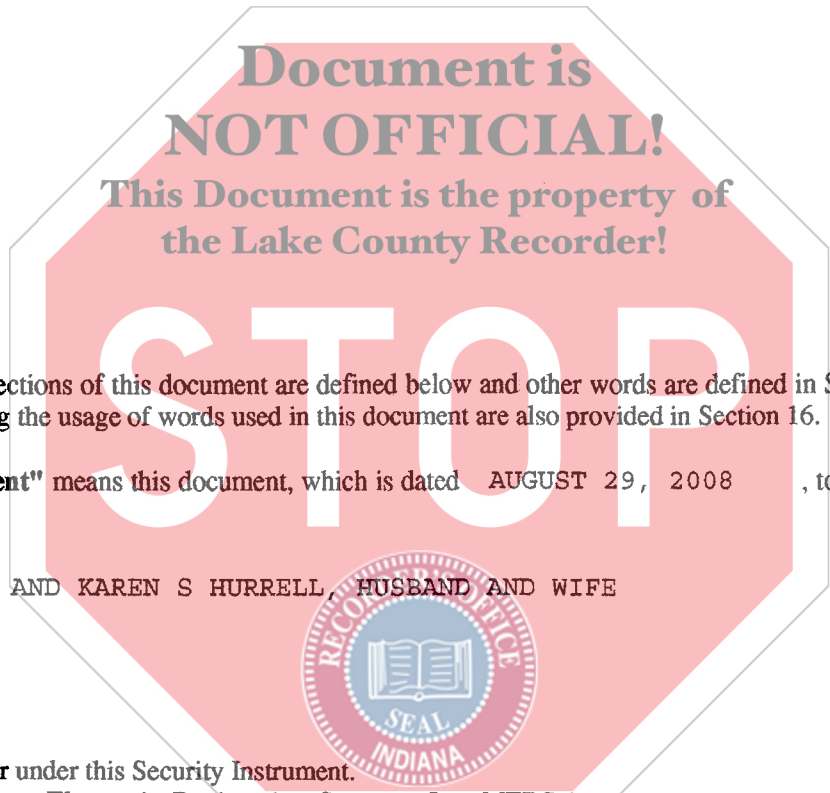 Document is
NOT OFFICIAL!
This Document is the property of
the Lake County Recorder!
STOP
ections of this document are defined below and other words are defined in S
g the usage of words used in this document are also provided in Section 16.
ent" means this document, which is dated AUGUST 29, 2008 , to
AND KAREN S HURRELL, HUSBAND AND WIFE
RECORDER'S OFFICE
SEAL
INDIANA
r under this Security Instrument.